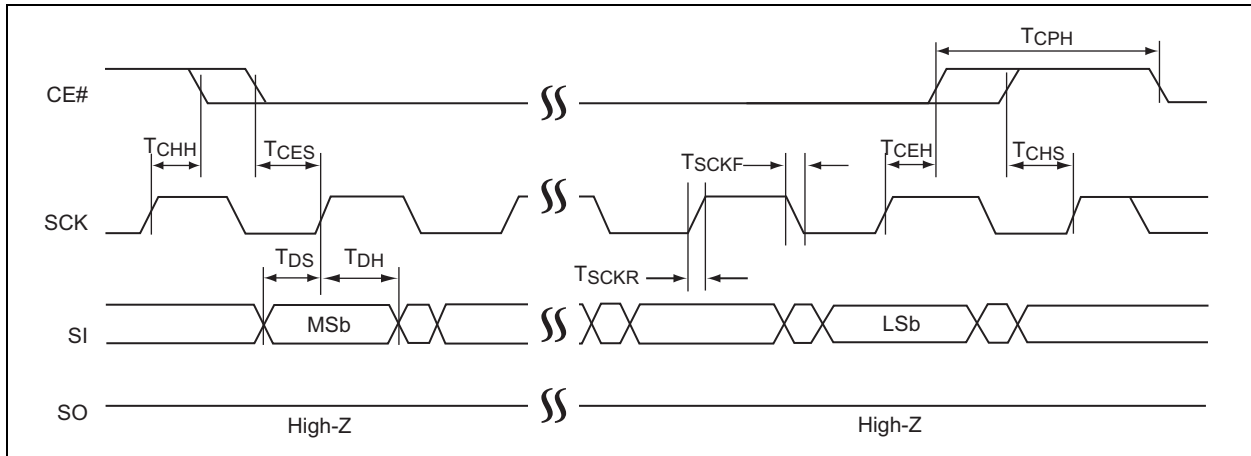 TCPH
CE#
TCHH
TCES
TSCKF
TCEH
TCHS
SCK
TDS
TDH
TSCKR
SI
MSb
LSb
SO
High-Z
High-Z